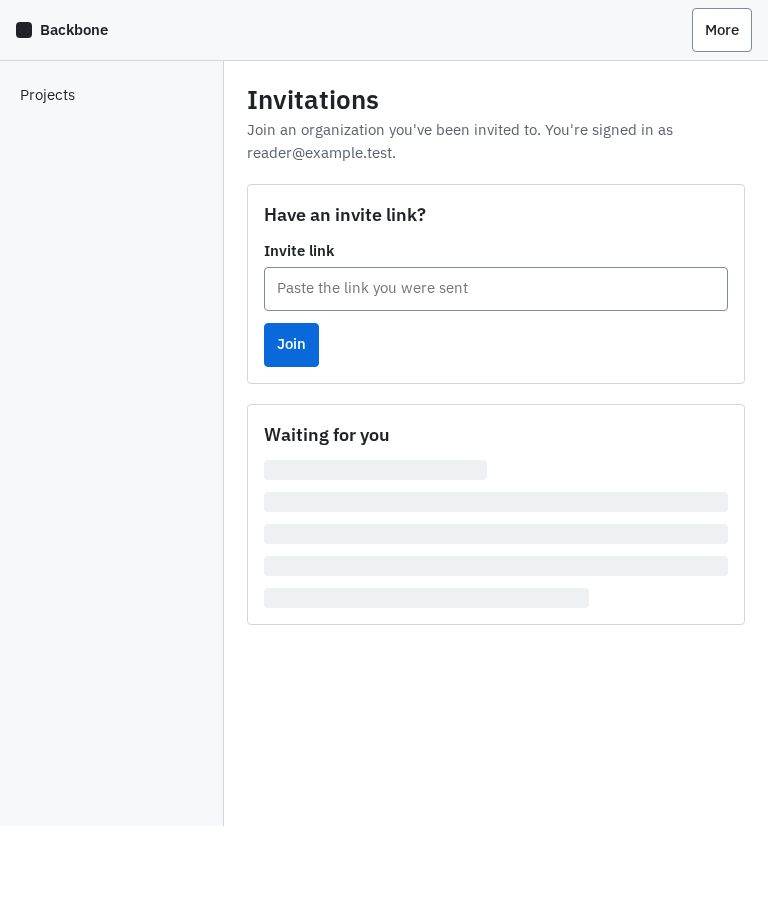 Backbone
More
Projects
Invitations
Join an organization you've been invited to. You're signed in as
reader@example.test.
Have an invite link?
Invite link
Paste the link you were sent
Join
Waiting for you